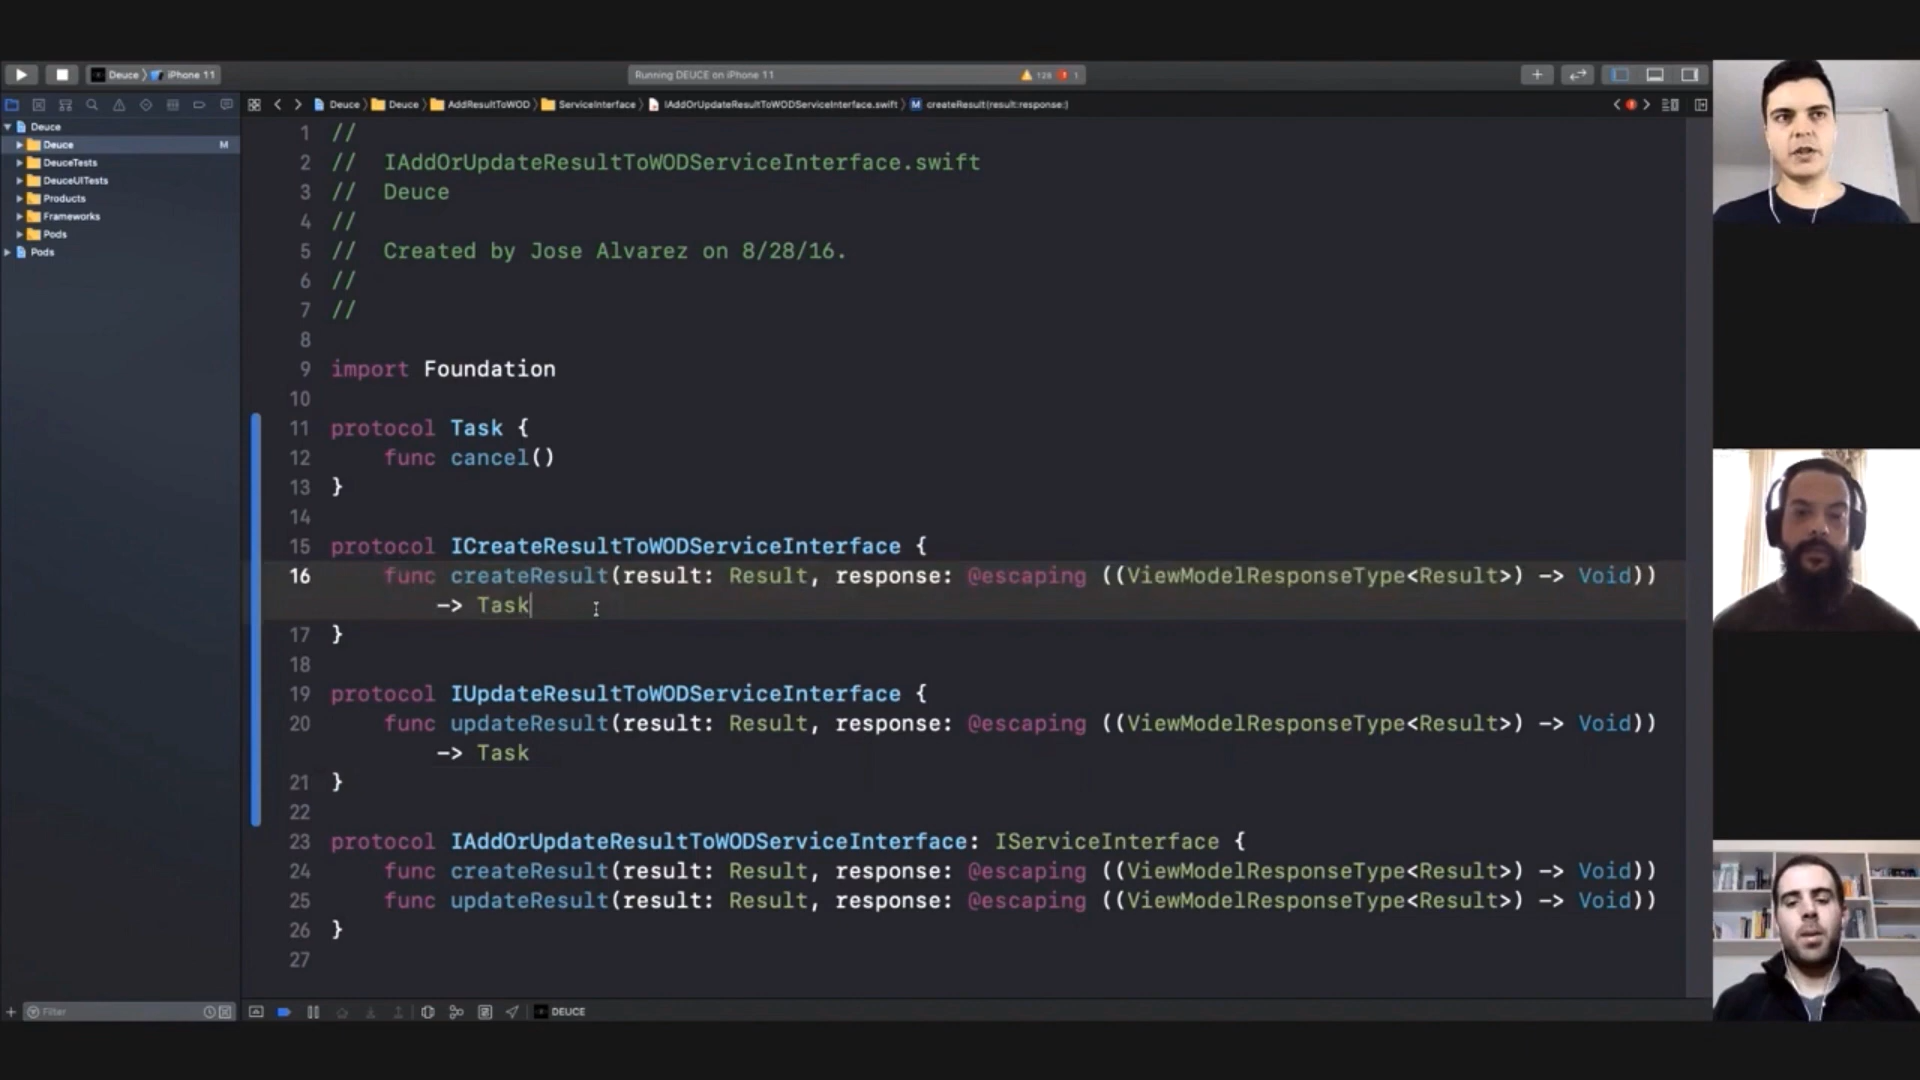 Deuce 〉 iPhone 11
Running DEUCE on iPhone 11
128 1
Deuce 〉 Deuce 〉 AddResultToWOD 〉 ServiceInterface 〉 IAddOrUpdateResultToWODServiceInterface.swift 〉 M createResult(result:response:)
Deuce
Deuce M
DeuceTests
DeuceUITests
Products
Frameworks
Pods
Pods
1 //
2 //  IAddOrUpdateResultToWODServiceInterface.swift
3 //  Deuce
4 //
5 //  Created by Jose Alvarez on 8/28/16.
6 //
7 //
8
9 import Foundation
10
11 protocol Task {
12     func cancel()
13 }
14
15 protocol ICreateResultToWODServiceInterface {
16     func createResult(result: Result, response: @escaping ((ViewModelResponseType<Result>) -> Void))
-> Task
17 }
18
19 protocol IUpdateResultToWODServiceInterface {
20     func updateResult(result: Result, response: @escaping ((ViewModelResponseType<Result>) -> Void))
-> Task
21 }
22
23 protocol IAddOrUpdateResultToWODServiceInterface: IServiceInterface {
24     func createResult(result: Result, response: @escaping ((ViewModelResponseType<Result>) -> Void))
25     func updateResult(result: Result, response: @escaping ((ViewModelResponseType<Result>) -> Void))
26 }
27
Filter
DEUCE